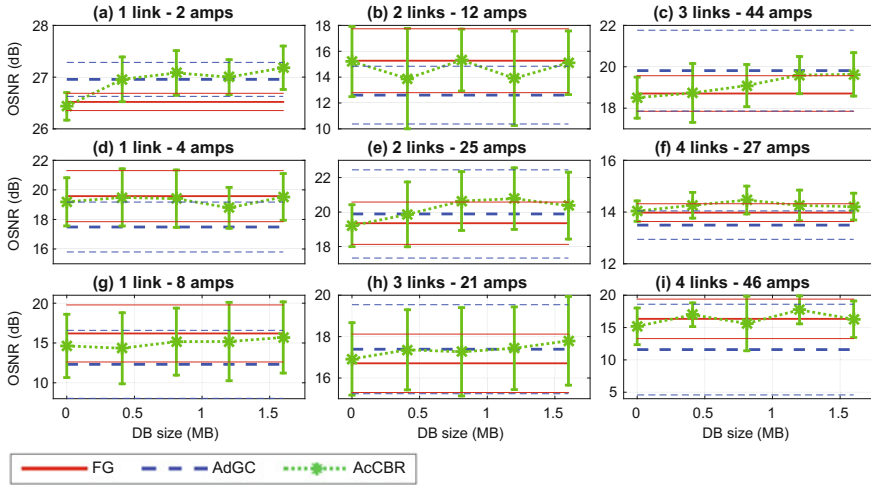 (a) 1 link - 2 amps
(b) 2 links - 12 amps
(c) 3 links - 44 amps
OSNR (dB)
28
27
26
18
16
14
12
10
22
20
18
(d) 1 link - 4 amps
(e) 2 links - 25 amps
(f) 4 links - 27 amps
OSNR (dB)
22
20
18
16
22
20
18
16
14
12
(g) 1 link - 8 amps
(h) 3 links - 21 amps
(i) 4 links - 46 amps
OSNR (dB)
20
15
10
20
18
16
20
15
10
5
0 0.5 1 1.5
0 0.5 1 1.5
0 0.5 1 1.5
DB size (MB)
DB size (MB)
DB size (MB)
FG AdGC AcCBR